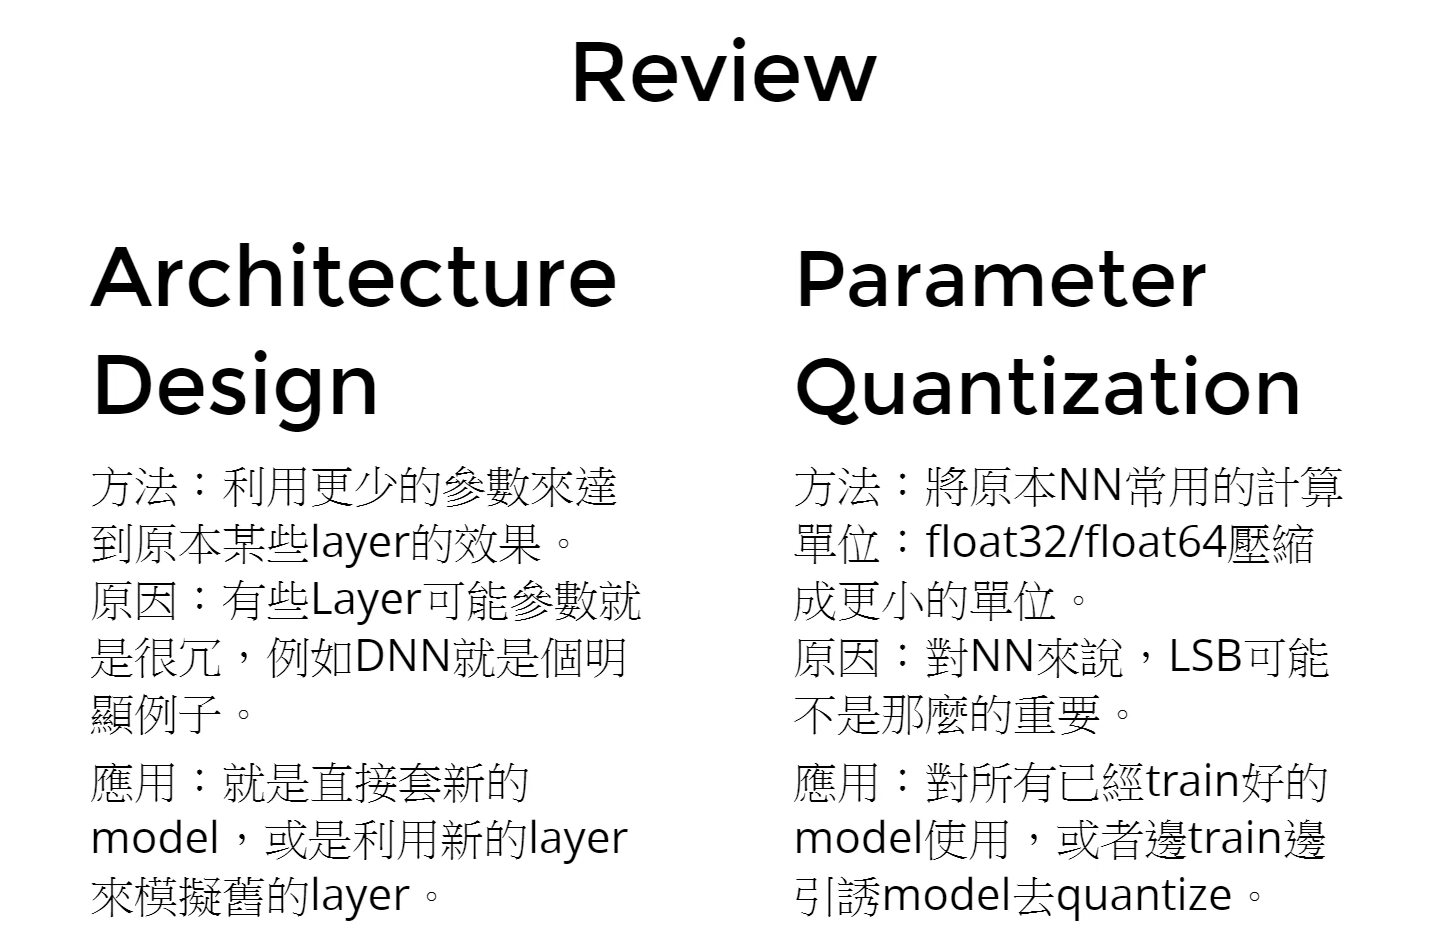 Review
Architecture
Design
方法：利用更少的參數來達
到原本某些layer的效果。
原因：有些Layer可能參數就
是很冗，例如DNN就是個明
顯例子。
應用：就是直接套新的
model，或是利用新的layer
來模擬舊的layer。
Parameter
Quantization
方法：將原本NN常用的計算
單位：float32/float64壓縮
成更小的單位。
原因：對NN來說，LSB可能
不是那麼的重要。
應用：對所有已經train好的
model使用，或者邊train邊
引誘model去quantize。